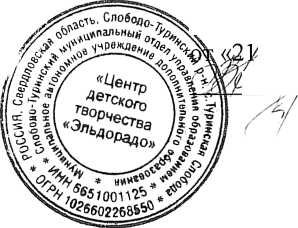 * РОССИЯ, Свердловская область, Слободо-Туринский р-н, с. Туринская Слобода
* ОГРН 1026602268550 *
Слободо-Туринский муниципальный отдел управления образованием
* ИНН 6651001125 *
Муниципальное автономное учреждение дополнительного образования
«Центр
детского
творчества
«Эльдорадо»
от «21